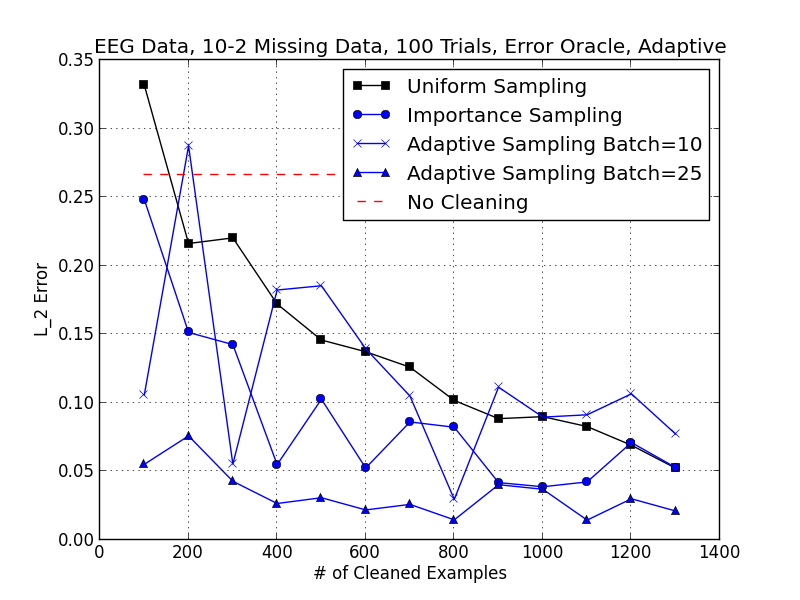 EEG Data, 10-2 Missing Data, 100 Trials, Error Oracle, Adaptive
0.35
0.30
0.25
0.20
0.15
0.10
0.05
0.00
L_2 Error
Uniform Sampling
Importance Sampling
Adaptive Sampling Batch=10
Adaptive Sampling Batch=25
No Cleaning
0 200 400 600 800 1000 1200 1400
# of Cleaned Examples